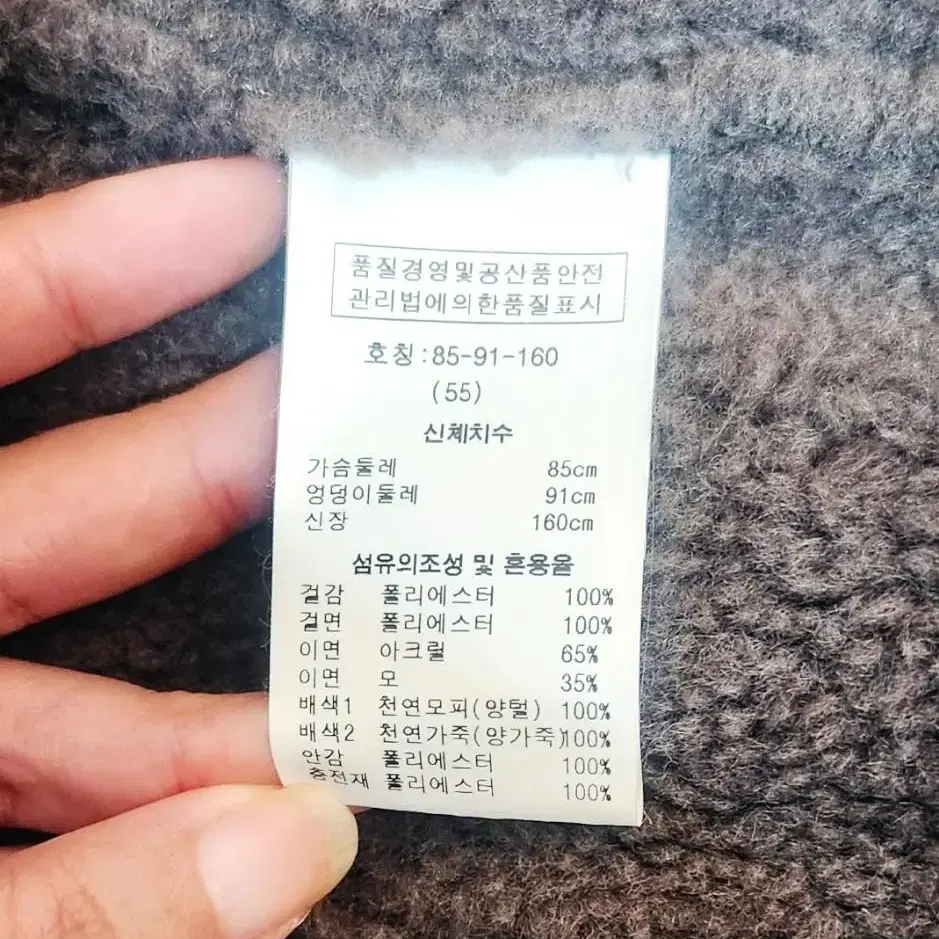 품질경영및공산품안전
관리법에의한품질표시
호칭:85-91-160
(55)
신체치수
가슴둘레 85cm
엉덩이둘레 91cm
신장 160cm
섬유의조성 및 혼용율
겉감 폴리에스터 100%
겉면 폴리에스터 100%
이면 아크릴 65%
이면 모 35%
배색1 천연모피(양털) 100%
배색2 천연가죽(양가죽)100%
안감 폴리에스터 100%
충전재 폴리에스터 100%